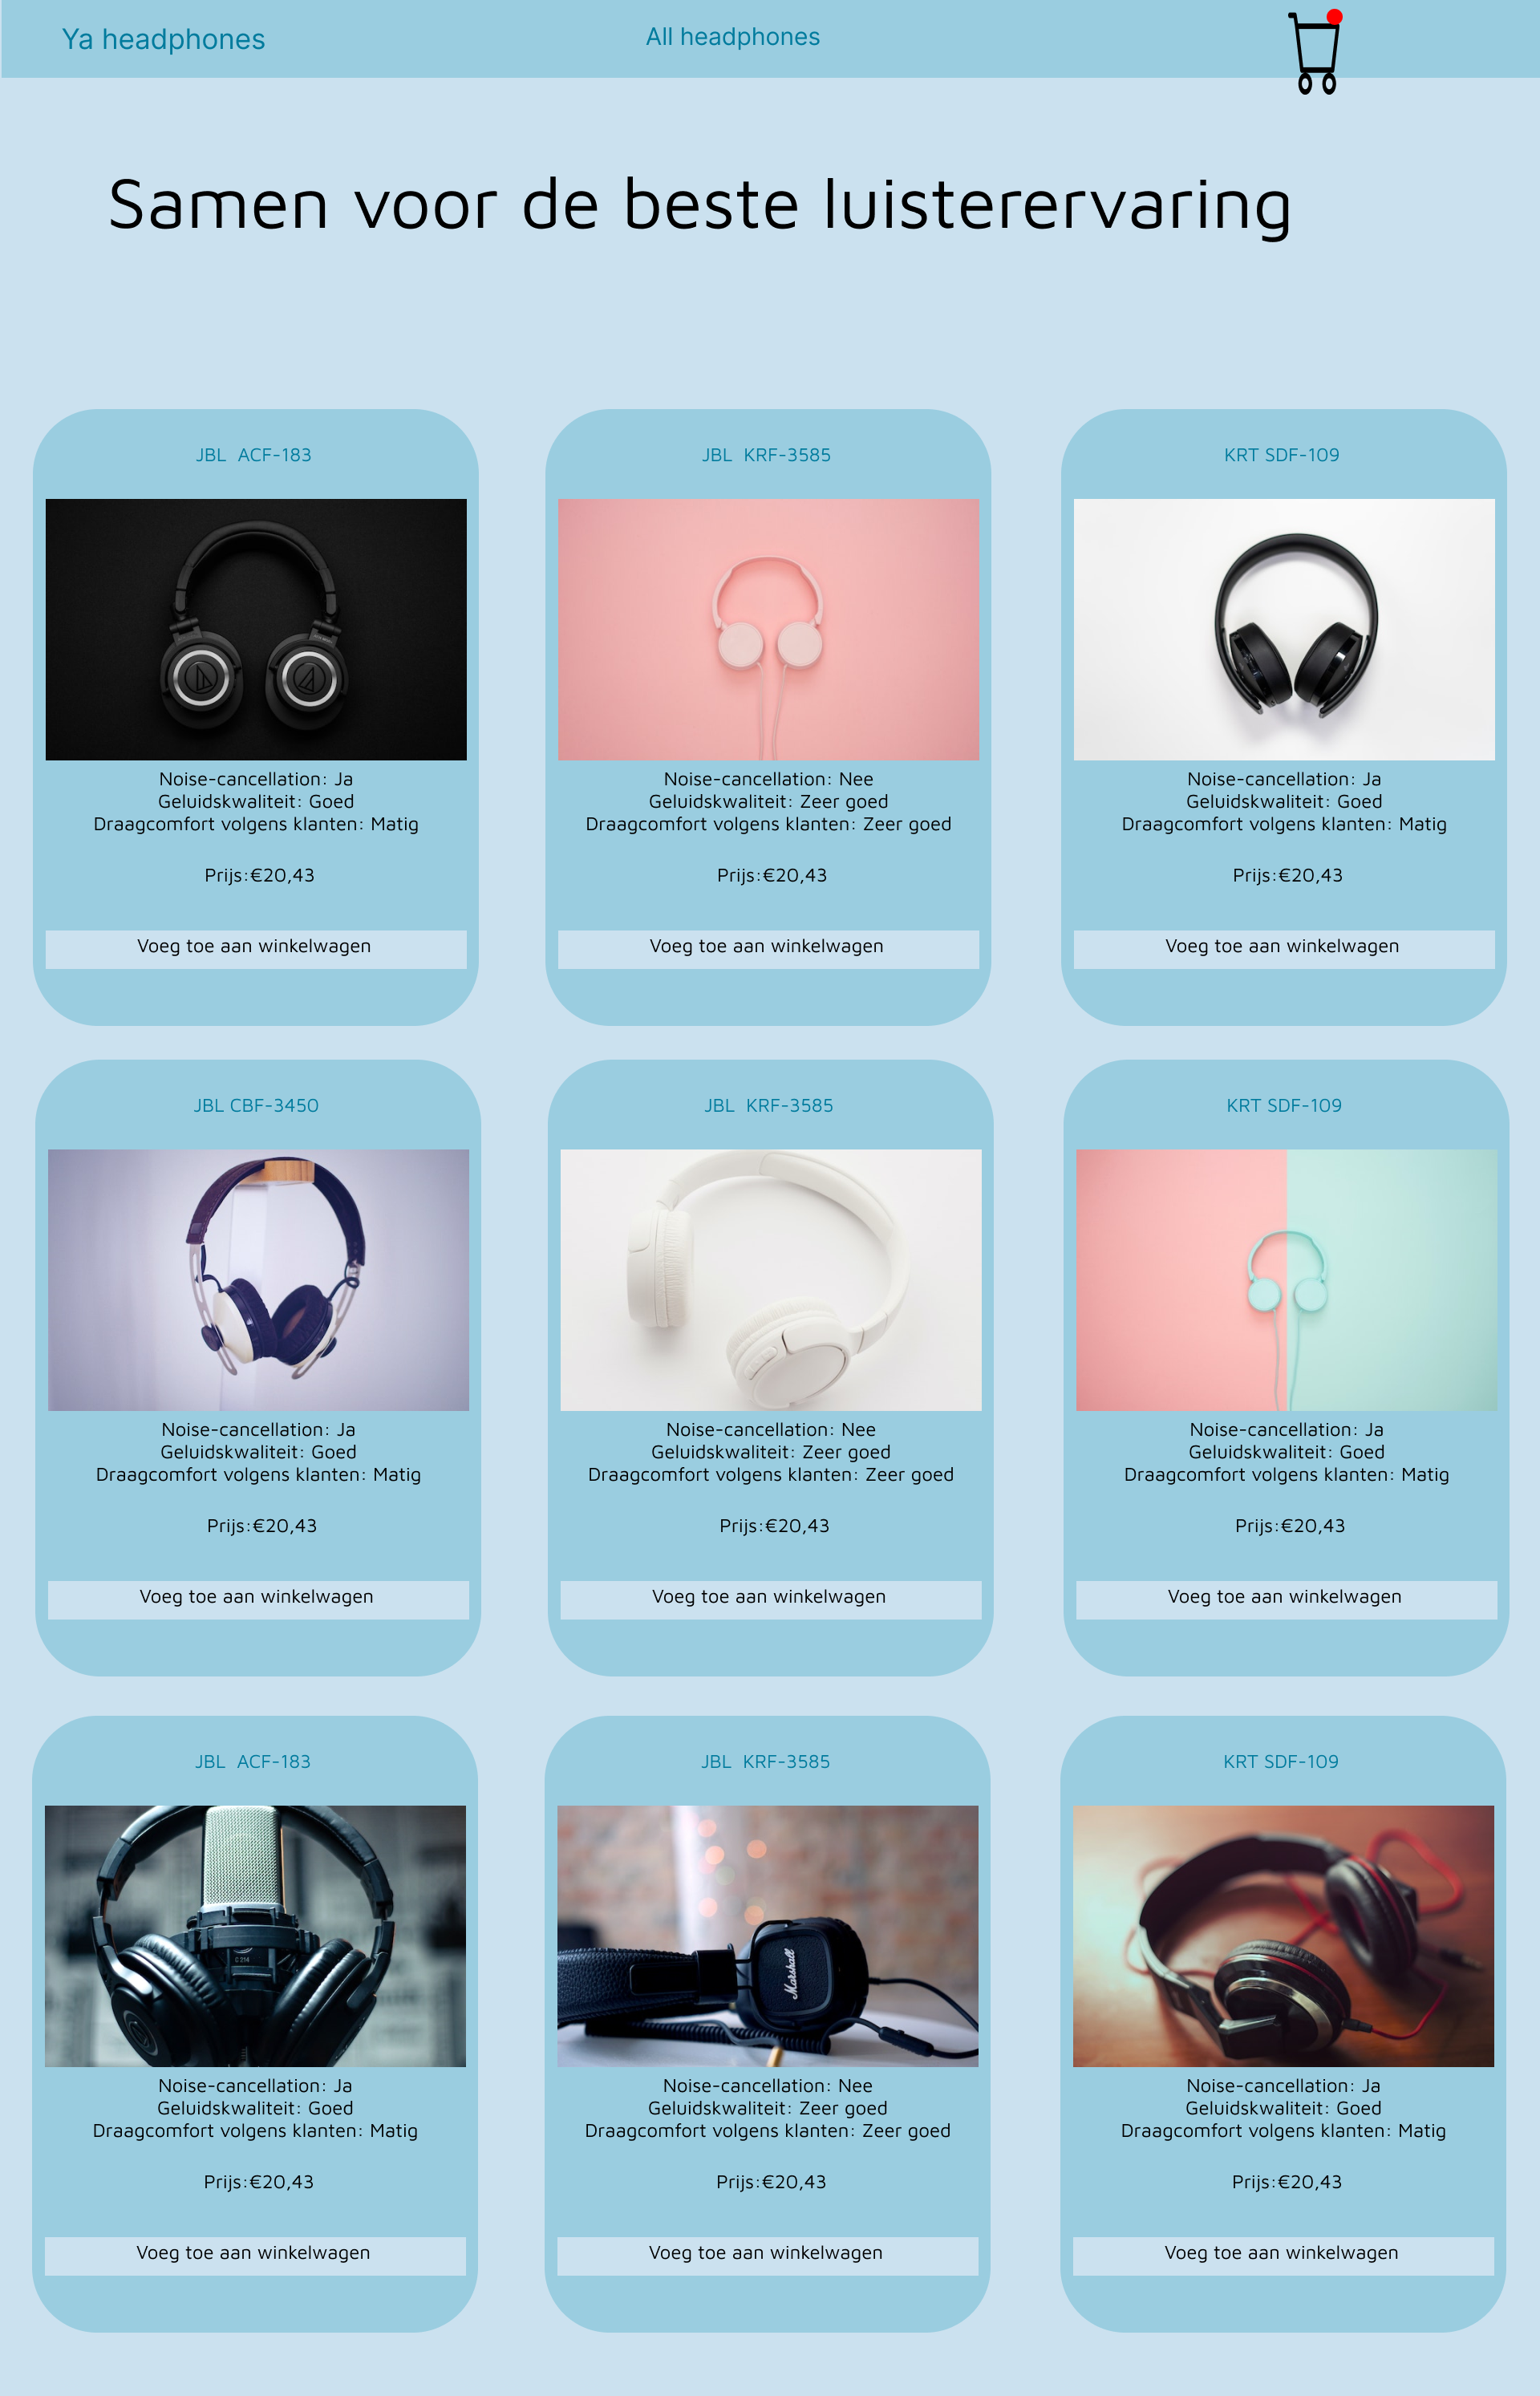 Ya headphones
All headphones
Samen voor de beste luisterervaring
JBL  ACF-183
JBL  KRF-3585
KRT SDF-109
Noise-cancellation: Ja
Geluidskwaliteit: Goed
Draagcomfort volgens klanten: Matig
Prijs:€20,43
Voeg toe aan winkelwagen
Noise-cancellation: Nee
Geluidskwaliteit: Zeer goed
Draagcomfort volgens klanten: Zeer goed
Prijs:€20,43
Voeg toe aan winkelwagen
Noise-cancellation: Ja
Geluidskwaliteit: Goed
Draagcomfort volgens klanten: Matig
Prijs:€20,43
Voeg toe aan winkelwagen
JBL CBF-3450
JBL  KRF-3585
KRT SDF-109
Noise-cancellation: Ja
Geluidskwaliteit: Goed
Draagcomfort volgens klanten: Matig
Prijs:€20,43
Voeg toe aan winkelwagen
Noise-cancellation: Nee
Geluidskwaliteit: Zeer goed
Draagcomfort volgens klanten: Zeer goed
Prijs:€20,43
Voeg toe aan winkelwagen
Noise-cancellation: Ja
Geluidskwaliteit: Goed
Draagcomfort volgens klanten: Matig
Prijs:€20,43
Voeg toe aan winkelwagen
JBL  ACF-183
JBL  KRF-3585
KRT SDF-109
C 214
Marshall
Noise-cancellation: Ja
Geluidskwaliteit: Goed
Draagcomfort volgens klanten: Matig
Prijs:€20,43
Voeg toe aan winkelwagen
Noise-cancellation: Nee
Geluidskwaliteit: Zeer goed
Draagcomfort volgens klanten: Zeer goed
Prijs:€20,43
Voeg toe aan winkelwagen
Noise-cancellation: Ja
Geluidskwaliteit: Goed
Draagcomfort volgens klanten: Matig
Prijs:€20,43
Voeg toe aan winkelwagen